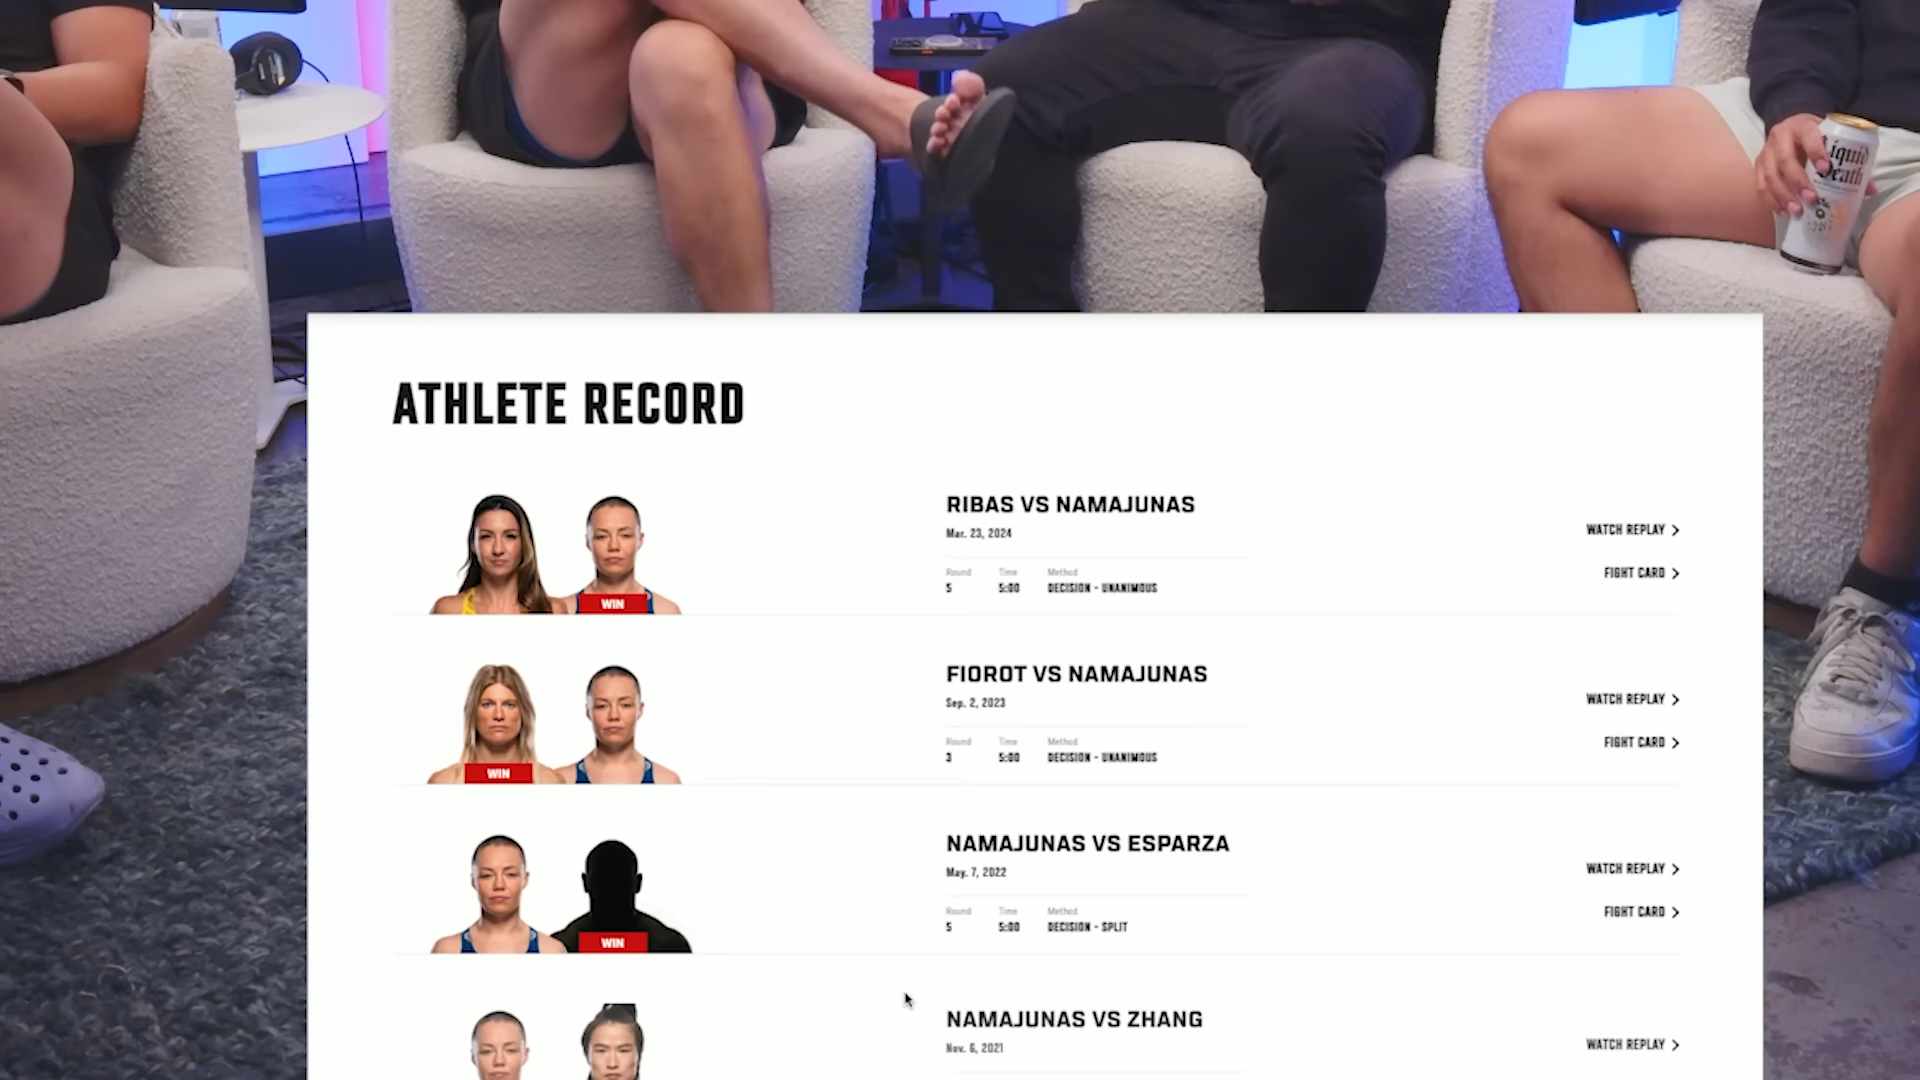 Liquid
Death
ATHLETE RECORD
RIBAS VS NAMAJUNAS
Mar. 23, 2024
WATCH REPLAY
FIGHT CARD
Round Time Method
5 5:00 DECISION - UNANIMOUS
WIN
FIOROT VS NAMAJUNAS
Sep. 2, 2023
WATCH REPLAY
FIGHT CARD
Round Time Method
3 5:00 DECISION - UNANIMOUS
WIN
NAMAJUNAS VS ESPARZA
May. 7, 2022
WATCH REPLAY
FIGHT CARD
Round Time Method
5 5:00 DECISION - SPLIT
WIN
NAMAJUNAS VS ZHANG
Nov. 6, 2021
WATCH REPLAY